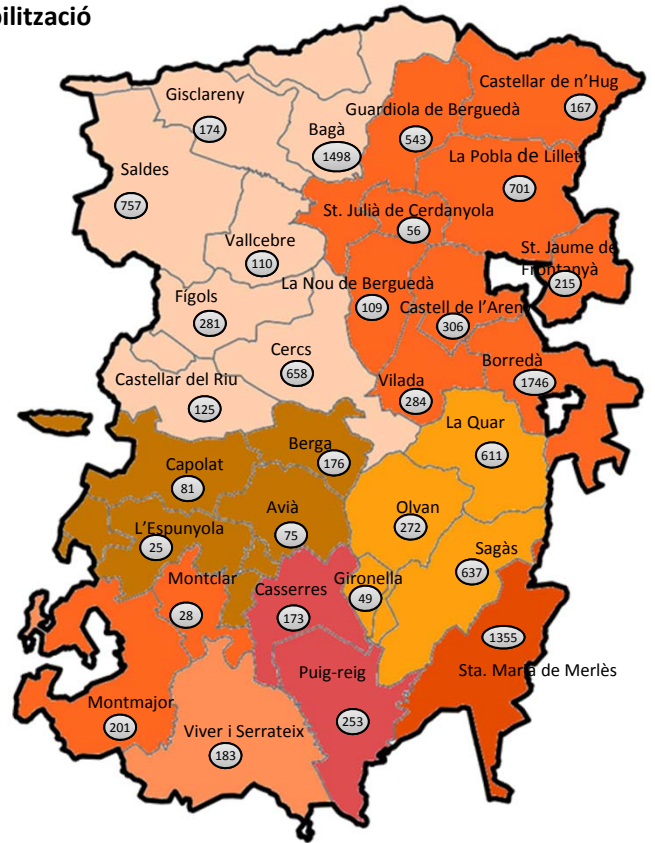 bilització
Castellar de n'Hug
167
Gisclareny
174
Guardiola de Berguedà
543
Bagà
1498
La Pobla de Lillet
701
Saldes
757
St. Julià de Cerdanyola
56
Vallcebre
110
St. Jaume de
Frontanyà
215
La Nou de Berguedà
109
Castell de l'Aren
306
Fígols
281
Cercs
658
Borredà
1746
Castellar del Riu
125
Vilada
284
La Quar
611
Berga
176
Capolat
81
Avià
75
Olvan
272
L'Espunyola
25
Sagàs
637
Montclar
28
Casserres
173
Gironella
49
1355
Sta. Maria de Merlès
Puig-reig
253
Montmajor
201
Viver i Serrateix
183